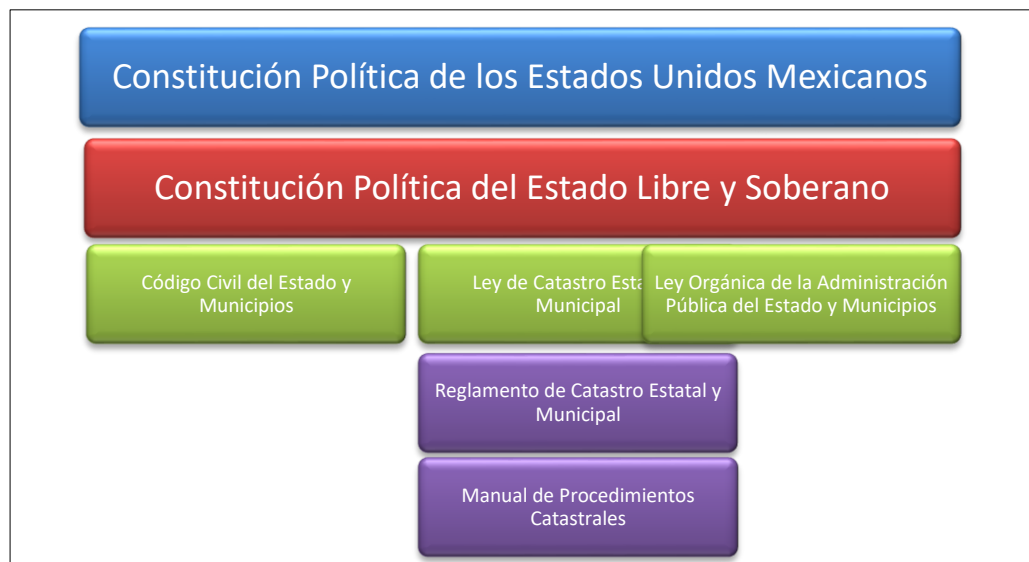 Constitución Política de los Estados Unidos Mexicanos
Constitución Política del Estado Libre y Soberano
Código Civil del Estado y
Municipios
Ley de Catastro
Municipal
Ley Orgánica de la Administración
Pública del Estado y Municipios
Reglamento de Catastro Estatal y
Municipal
Manual de Procedimientos
Catastrales